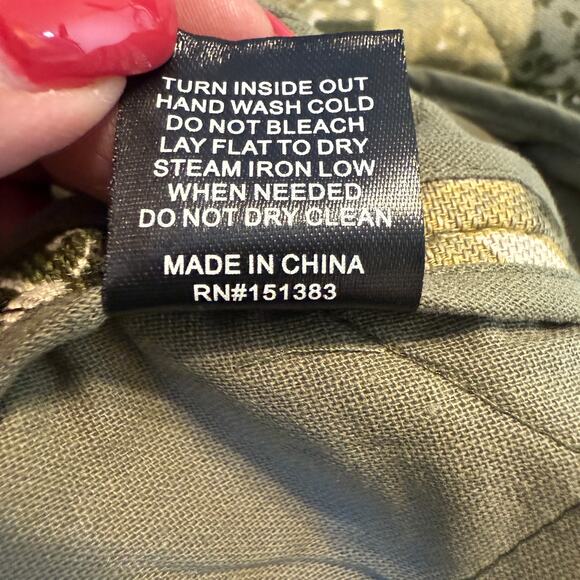 TURN INSIDE OUT
HAND WASH COLD
DO NOT BLEACH
LAY FLAT TO DRY
STEAM IRON LOW
WHEN NEEDED
DO NOT DRY CLEAN
MADE IN CHINA
RN#151383